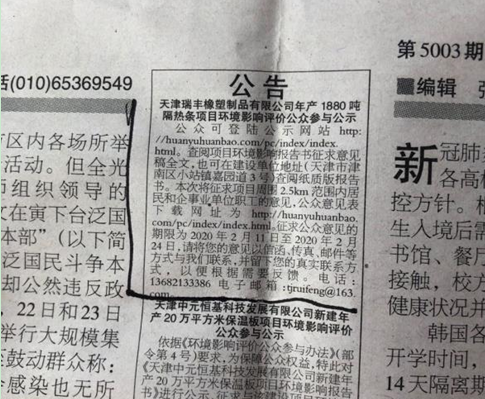 话(010)65369549
市区内各场所举
活动。但全光
师组织领导的
又在寅下台泛国
本部”(以下简
泛国民斗争本
却公然违反政
22日和23日
举行大规模集
至鼓动群众称：
会感染也无所
公告
天津瑞丰橡塑制品有限公司年产1880吨
隔热条项目环境影响评价公众参与公示
公众可登陆公示网站 http:
//huanyuhuanbao.com/pc/index/index.
html。查阅项目环境影响报告书征求意见
稿全文，也可在建设单位地址(天津市津
南区小站镇嘉园道3号)查阅纸质版报告
书。本次将征求项目周围2.5km范围内居
民和企事业单位职工的意见，公众意见表
下载网址为http://huanyuhuanbao.
com/pc/index/index.html。征求公众意见的
期限为2020年2月11日至2020年2月
24日,请将您的意见以信函、传真、邮件等
方式与我们联系，并留下您的真实联系方
式，以便根据需要反馈。电话：
13682133386 电子邮箱:tjruifeng@163.
com
天津中元恒基科技发展有限公司新建年
产20万平方米保温板项目环境影响评价
公众参与公示
依据《环境影响评价公众参与办法》(部
令第4号)要求，为保障公众权益，特此对
《天津中元恒基科技发展有限公司新建年
产20万平方米保温板项目环境影响报告
第5003期
■编辑
新冠肺
各高校
控方针。
生入境后需
书馆、餐厅
接触，校方
健康状况并
韩国各
开学时间，
14天隔离期